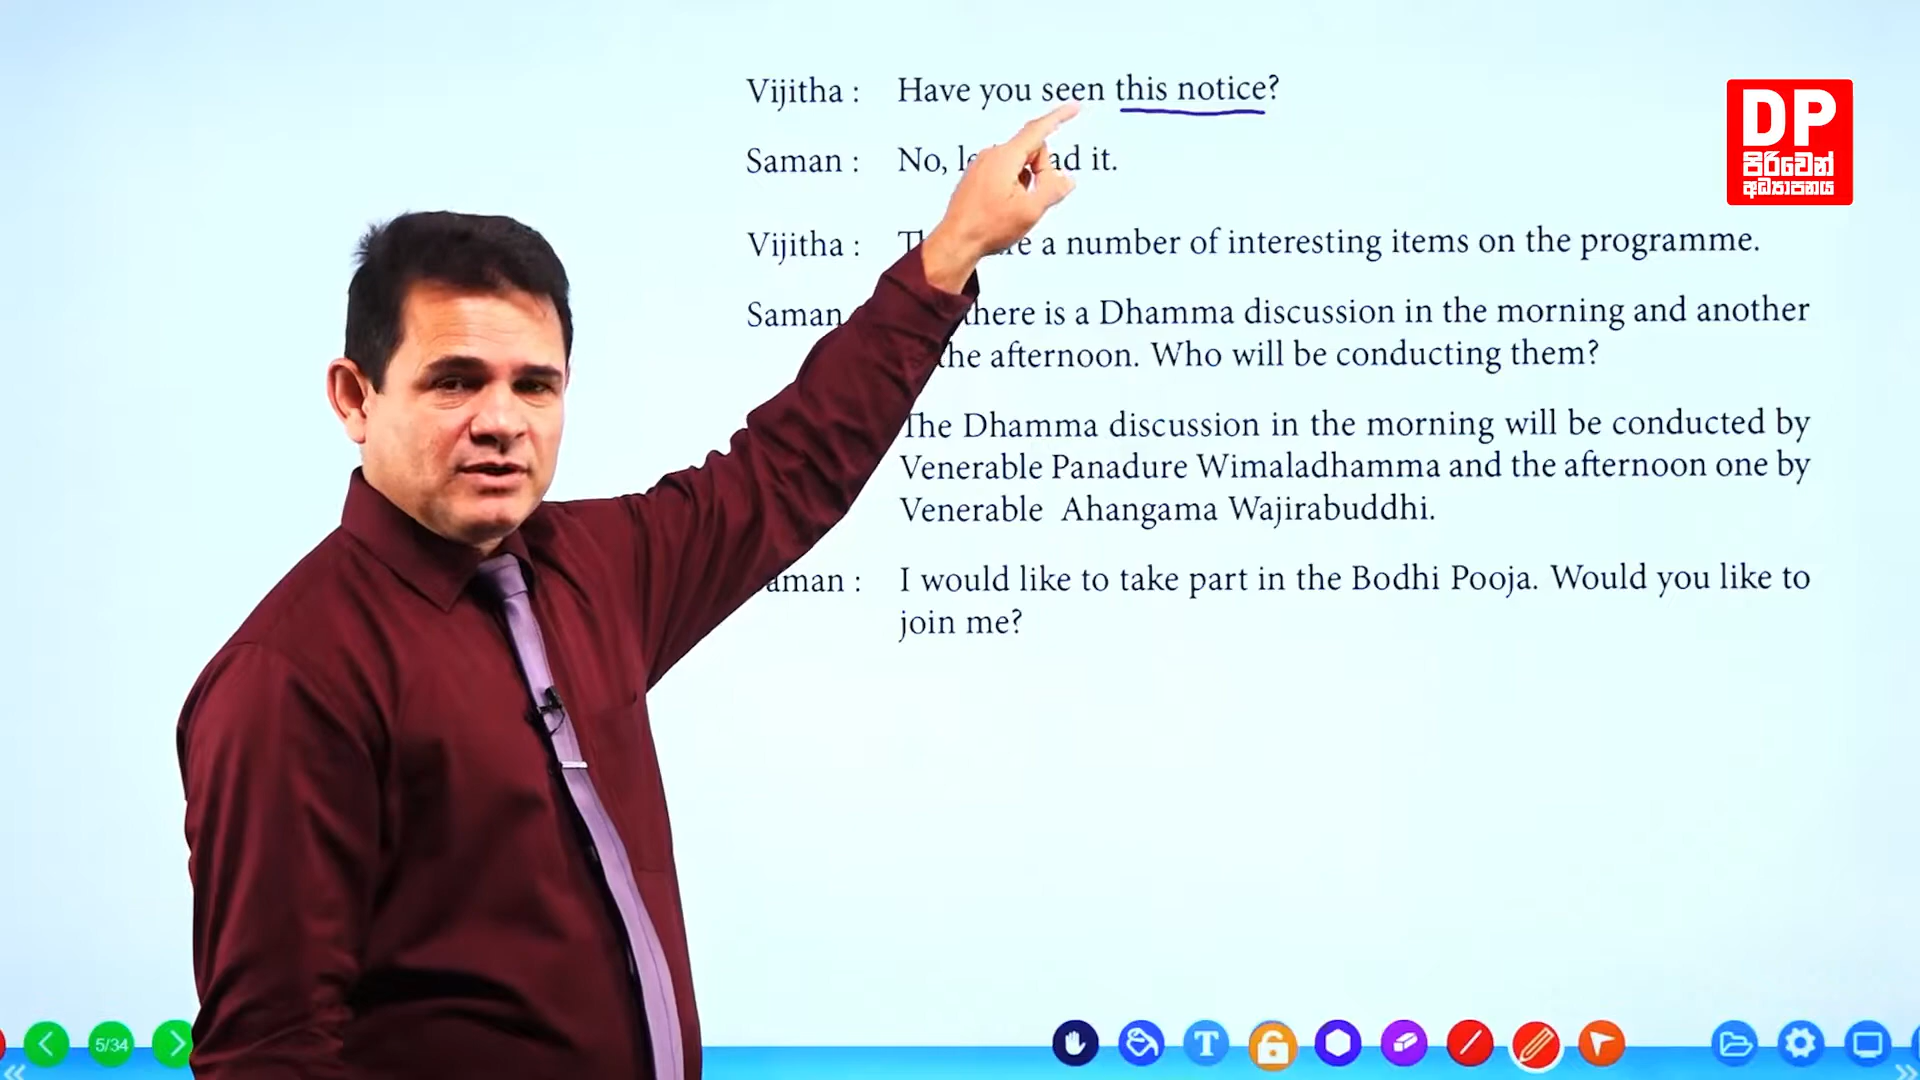 Vijitha : Have you seen this notice?
Saman : No, ad it.
Vijitha : a number of interesting items on the programme.
Saman there is a Dhamma discussion in the morning and another
the afternoon. Who will be conducting them?
The Dhamma discussion in the morning will be conducted by
Venerable Panadure Wimaladhamma and the afternoon one by
Venerable Ahangama Wajirabuddhi.
Saman : I would like to take part in the Bodhi Pooja. Would you like to
join me?
DP
පිරිවෙන්
අධ්‍යාපනය
5/34
T